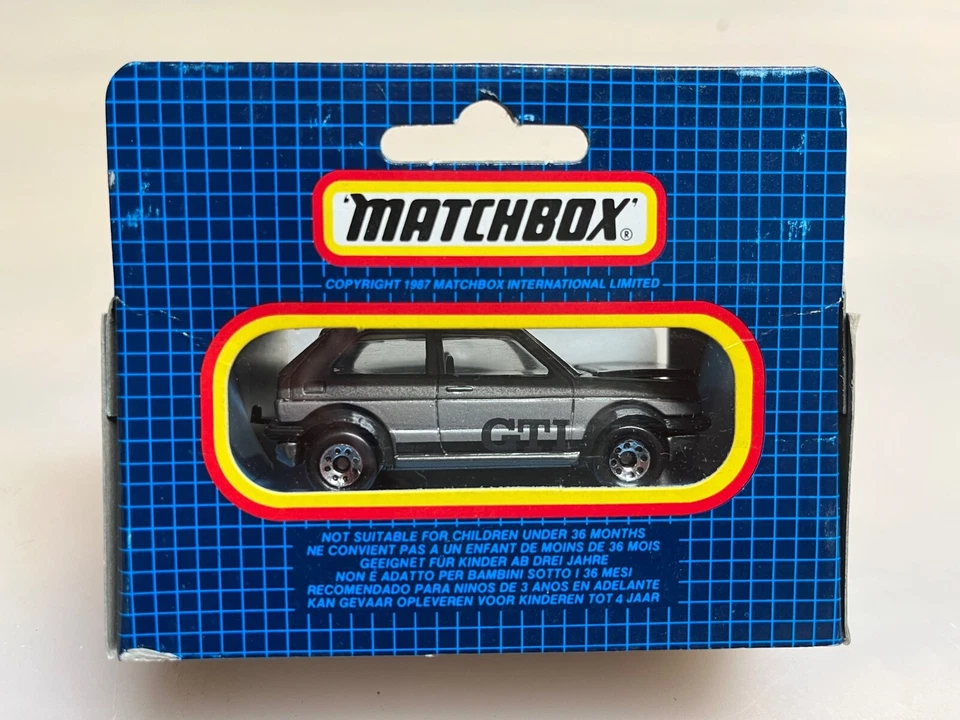 'MATCHBOX'®
COPYRIGHT 1987 MATCHBOX INTERNATIONAL LIMITED
GTI
NOT SUITABLE FOR CHILDREN UNDER 36 MONTHS
NE CONVIENT PAS A UN ENFANT DE MOINS DE 36 MOIS
GEEIGNET FÜR KINDER AB DREI JAHRE
NON È ADATTO PER BAMBINI SOTTO I 36 MESI
RECOMENDADO PARA NINOS DE 3 ANOS EN ADELANTE
KAN GEVAAR OPLEVEREN VOOR KINDEREN TOT 4 JAAR